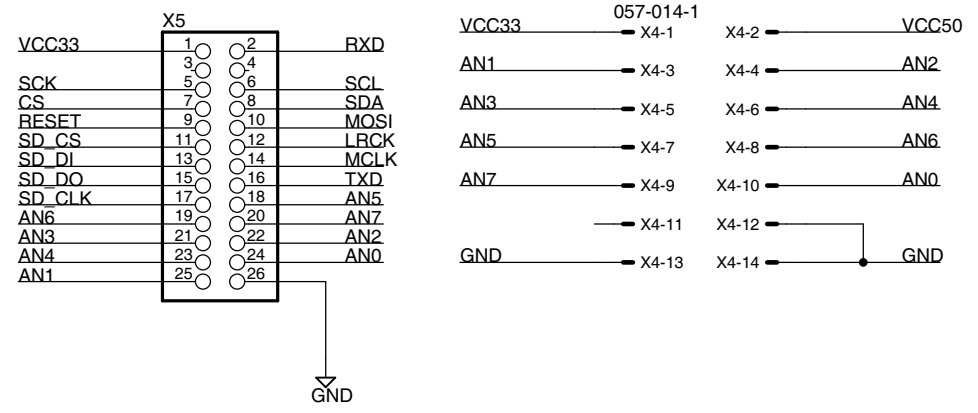 X5
VCC33 1 2 RXD
3 4
SCK 5 6 SCL
CS 7 8 SDA
RESET 9 10 MOSI
SD_CS 11 12 LRCK
SD_DI 13 14 MCLK
SD_DO 15 16 TXD
SD_CLK 17 18 AN5
AN6 19 20 AN7
AN3 21 22 AN2
AN4 23 24 AN0
AN1 25 26
GND
057-014-1
VCC33 X4-1 X4-2 VCC50
AN1 X4-3 X4-4 AN2
AN3 X4-5 X4-6 AN4
AN5 X4-7 X4-8 AN6
AN7 X4-9 X4-10 AN0
X4-11 X4-12
GND X4-13 X4-14 GND